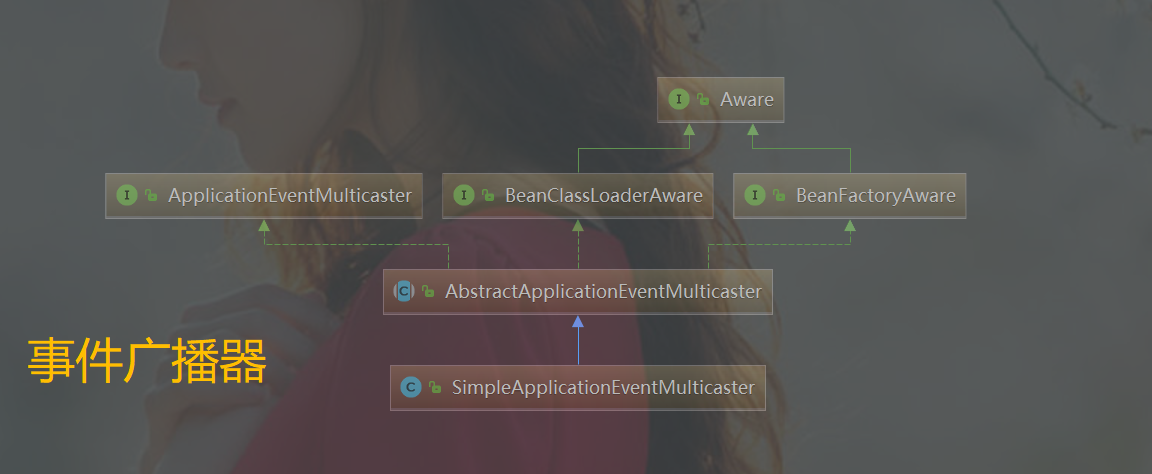 Aware
ApplicationEventMulticaster
BeanClassLoaderAware
BeanFactoryAware
AbstractApplicationEventMulticaster
事件广播器
SimpleApplicationEventMulticaster